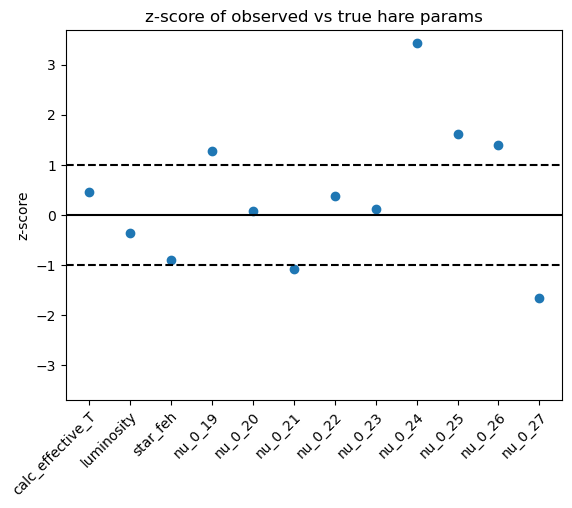 z-score of observed vs true hare params
3
2
1
0
−1
−2
−3
z-score
calc_effective_T
luminosity
star_feh
nu_0_19
nu_0_20
nu_0_21
nu_0_22
nu_0_23
nu_0_24
nu_0_25
nu_0_26
nu_0_27